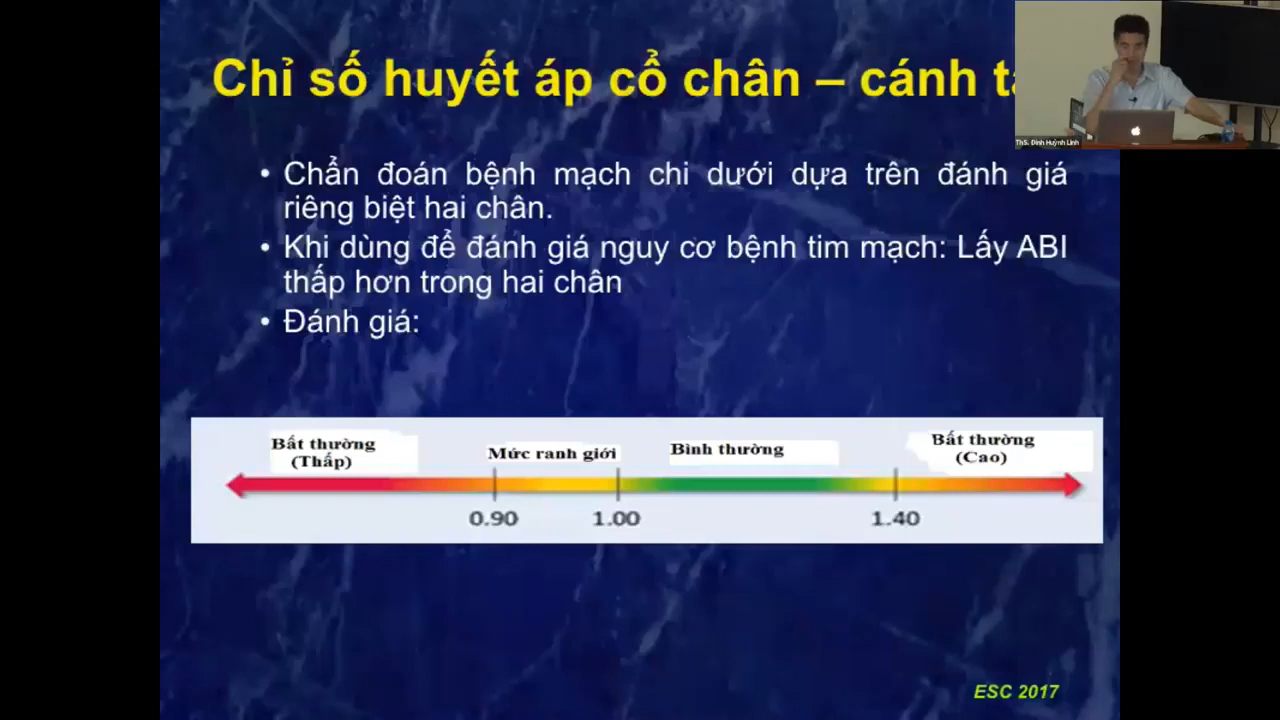 Chỉ số huyết áp cổ chân – cánh
ThS. Đinh Huỳnh Linh
• Chẩn đoán bệnh mạch chi dưới dựa trên đánh giá
riêng biệt hai chân.
• Khi dùng để đánh giá nguy cơ bệnh tim mạch: Lấy ABI
thấp hơn trong hai chân
• Đánh giá:
Bất thường
(Thấp)
Mức ranh giới
Bình thường
Bất thường
(Cao)
0.90
1.00
1.40
ESC 2017